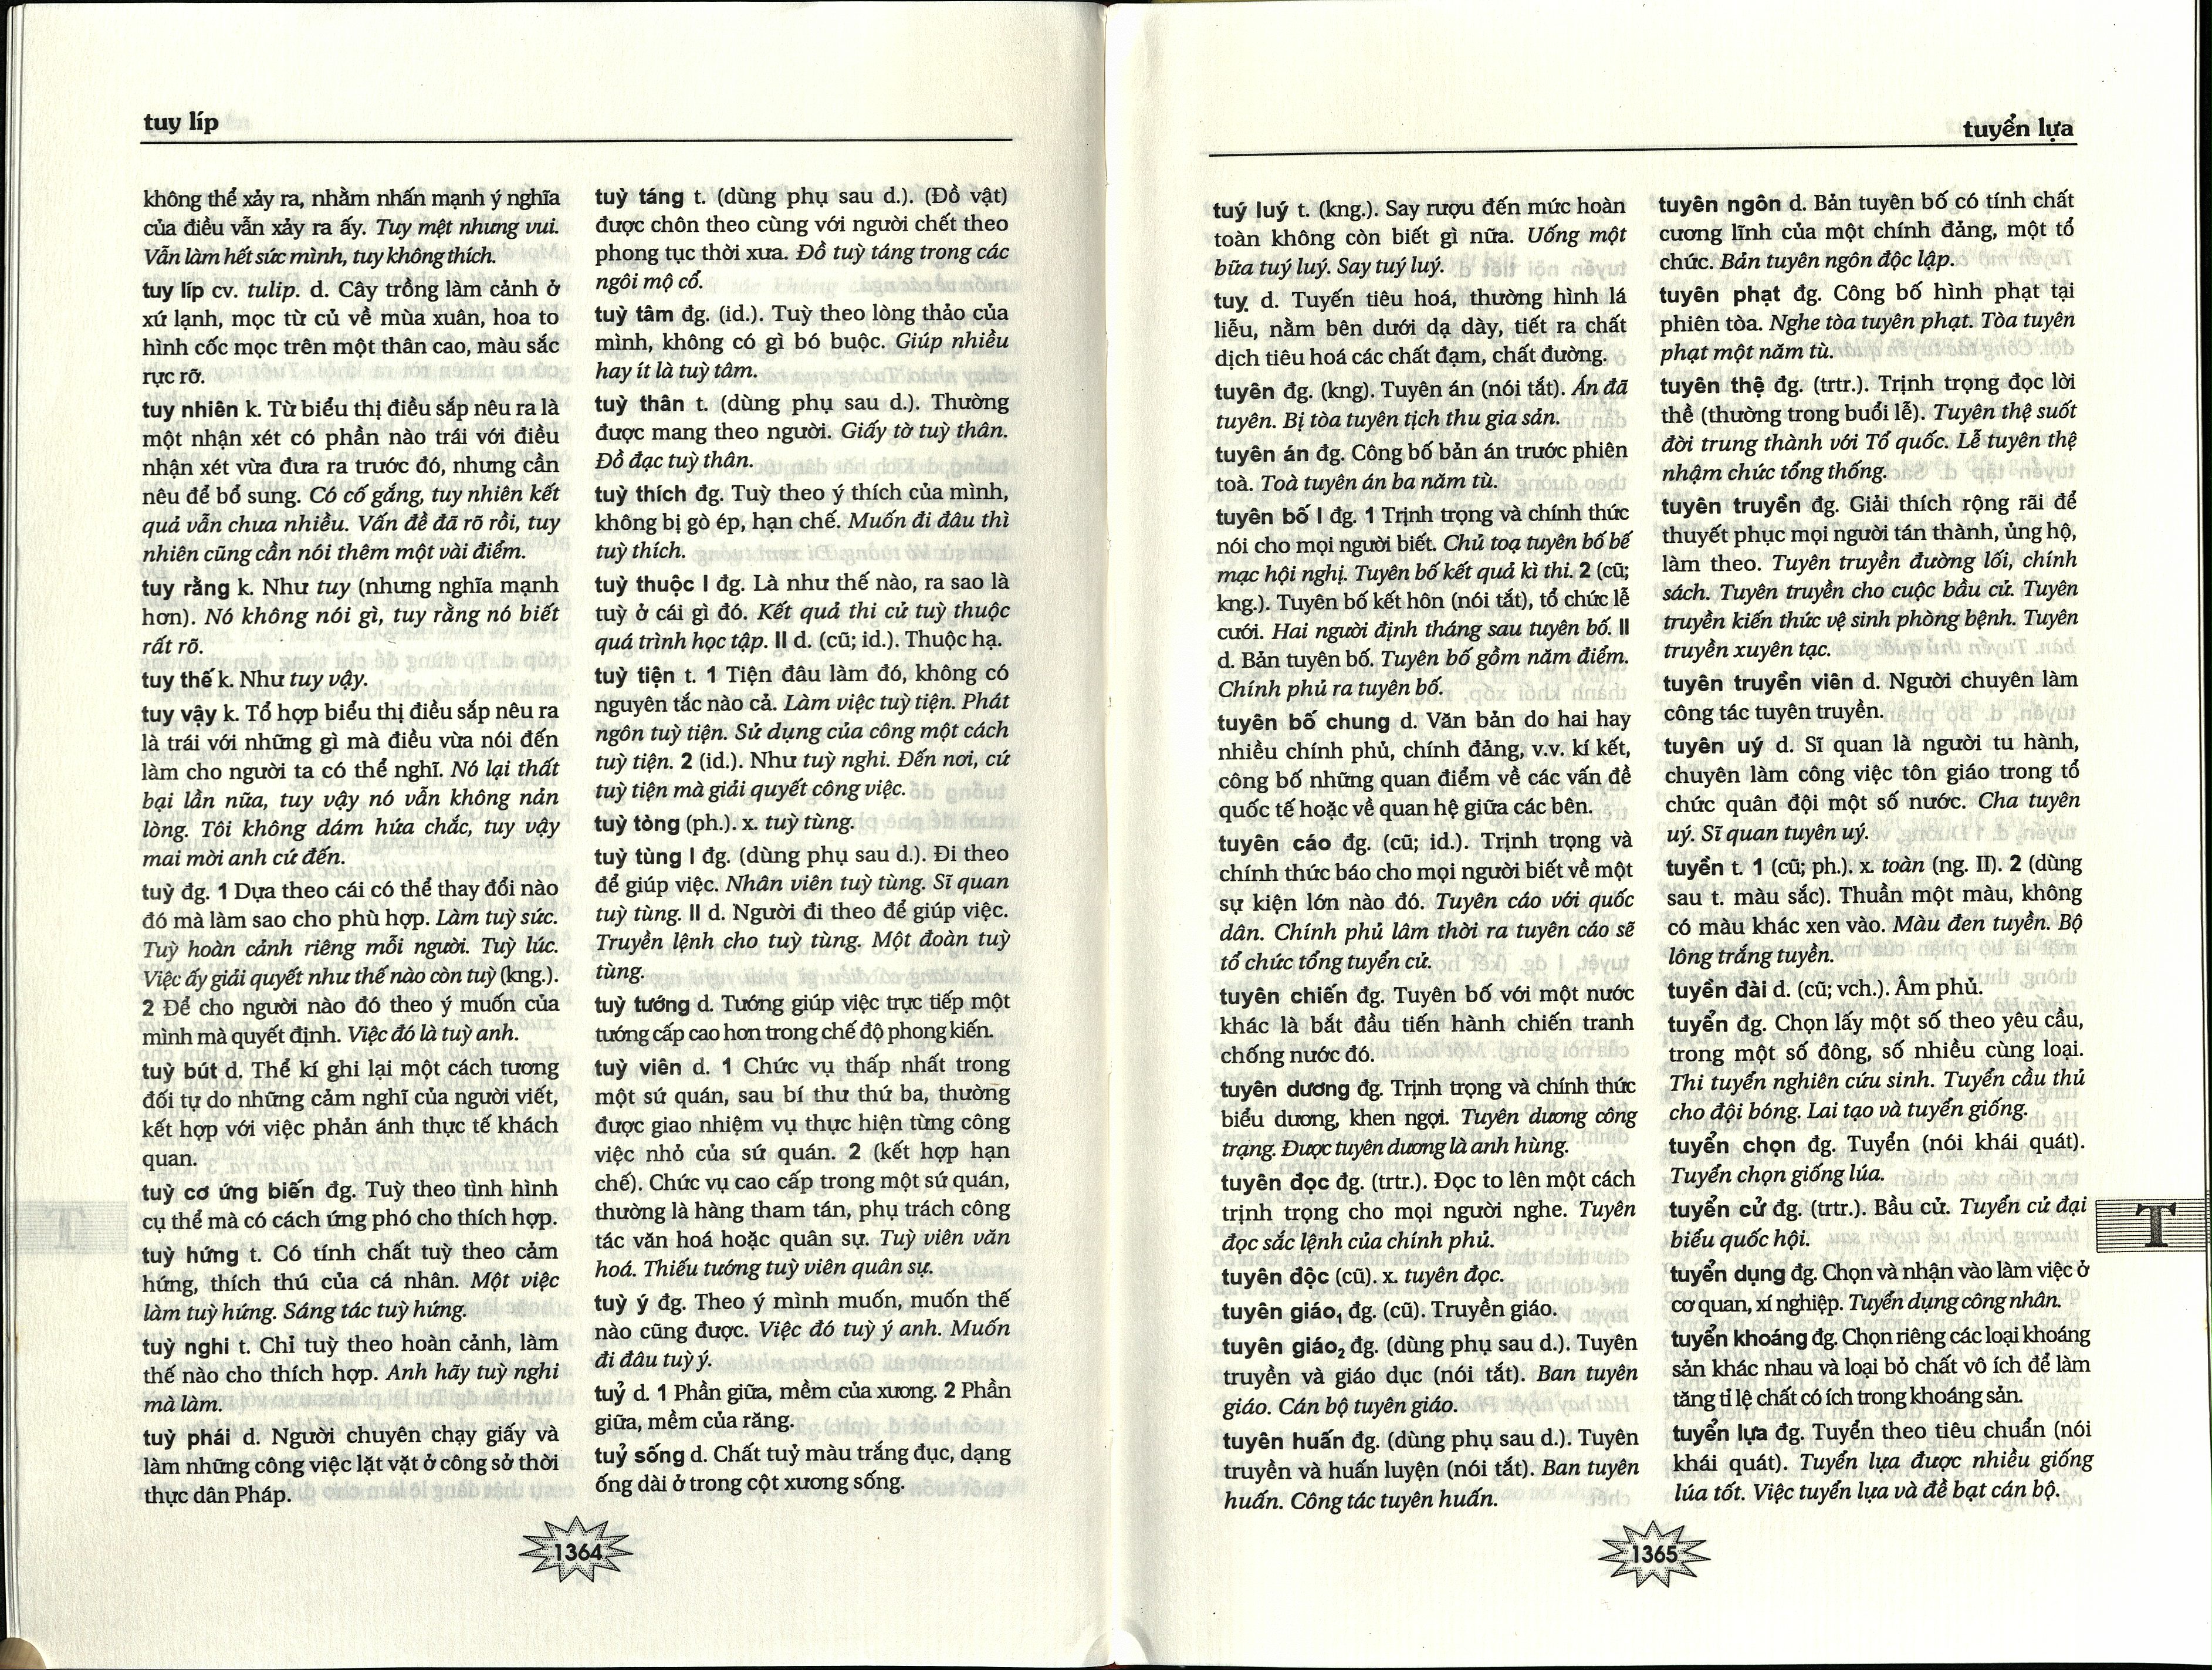 tuy líp
không thể xảy ra, nhằm nhấn mạnh ý nghĩa
của điều vẫn xảy ra ấy. Tuy mệt nhưng vui.
Vẫn làm hết sức mình, tuy không thích.
tuy líp cv. tulip. d. Cây trồng làm cảnh ở
xứ lạnh, mọc từ củ về mùa xuân, hoa to
hình cốc mọc trên một thân cao, màu sắc
rực rỡ.
tuy nhiên k. Từ biểu thị điều sắp nêu ra là
một nhận xét có phần nào trái với điều
nhận xét vừa đưa ra trước đó, nhưng cần
nêu để bổ sung. Có cố gắng, tuy nhiên kết
quả vẫn chưa nhiều. Vấn đề đã rõ rồi, tuy
nhiên cũng cần nói thêm một vài điểm.
tuy rằng k. Như tuy (nhưng nghĩa mạnh
hơn). Nó không nói gì, tuy rằng nó biết
rất rõ.
tuy thế k. Như tuy vậy.
tuy vậy k. Tổ hợp biểu thị điều sắp nêu ra
là trái với những gì mà điều vừa nói đến
làm cho người ta có thể nghĩ. Nó lại thất
bại lần nữa, tuy vậy nó vẫn không nản
lòng. Tôi không dám hứa chắc, tuy vậy
mai mời anh cứ đến.
tuỳ đg. 1 Dựa theo cái có thể thay đổi nào
đó mà làm sao cho phù hợp. Làm tuỳ sức.
Tuỳ hoàn cảnh riêng mỗi người. Tuỳ lúc.
Việc ấy giải quyết như thế nào còn tuỳ (kng.).
2 Để cho người nào đó theo ý muốn của
mình mà quyết định. Việc đó là tuỳ anh.
tuỳ bút d. Thể kí ghi lại một cách tương
đối tự do những cảm nghĩ của người viết,
kết hợp với việc phản ánh thực tế khách
quan.
tuỳ cơ ứng biến đg. Tuỳ theo tình hình
cụ thể mà có cách ứng phó cho thích hợp.
tuỳ hứng t. Có tính chất tuỳ theo cảm
hứng, thích thú của cá nhân. Một việc
làm tuỳ hứng. Sáng tác tuỳ hứng.
tuỳ nghi t. Chỉ tuỳ theo hoàn cảnh, làm
thế nào cho thích hợp. Anh hãy tuỳ nghi
mà làm.
tuỳ phái d. Người chuyên chạy giấy và
làm những công việc lặt vặt ở công sở thời
thực dân Pháp.
tuỳ táng t. (dùng phụ sau d.). (Đồ vật)
được chôn theo cùng với người chết theo
phong tục thời xưa. Đồ tuỳ táng trong các
ngôi mộ cổ.
tuỳ tâm đg. (id.). Tuỳ theo lòng thảo của
mình, không có gì bó buộc. Giúp nhiều
hay ít là tuỳ tâm.
tuỳ thân t. (dùng phụ sau d.). Thường
được mang theo người. Giấy tờ tuỳ thân.
Đồ đạc tuỳ thân.
tuỳ thích đg. Tuỳ theo ý thích của mình,
không bị gò ép, hạn chế. Muốn đi đâu thì
tuỳ thích.
tuỳ thuộc I đg. Là như thế nào, ra sao là
tuỳ ở cái gì đó. Kết quả thi cử tuỳ thuộc
quá trình học tập. II d. (cũ; id.). Thuộc hạ.
tuỳ tiện t. 1 Tiện đâu làm đó, không có
nguyên tắc nào cả. Làm việc tuỳ tiện. Phát
ngôn tuỳ tiện. Sử dụng của công một cách
tuỳ tiện. 2 (id.). Như tuỳ nghi. Đến nơi, cứ
tuỳ tiện mà giải quyết công việc.
tuỳ tòng (ph.). x. tuỳ tùng.
tuỳ tùng I đg. (dùng phụ sau d.). Đi theo
để giúp việc. Nhân viên tuỳ tùng. Sĩ quan
tuỳ tùng. II d. Người đi theo để giúp việc.
Truyền lệnh cho tuỳ tùng. Một đoàn tuỳ
tùng.
tuỳ tướng d. Tướng giúp việc trực tiếp một
tướng cấp cao hơn trong chế độ phong kiến.
tuỳ viên d. 1 Chức vụ thấp nhất trong
một sứ quán, sau bí thư thứ ba, thường
được giao nhiệm vụ thực hiện từng công
việc nhỏ của sứ quán. 2 (kết hợp hạn
chế). Chức vụ cao cấp trong một sứ quán,
thường là hàng tham tán, phụ trách công
tác văn hoá hoặc quân sự. Tuỳ viên văn
hoá. Thiếu tướng tuỳ viên quân sự.
tuỳ ý đg. Theo ý mình muốn, muốn thế
nào cũng được. Việc đó tuỳ ý anh. Muốn
đi đâu tuỳ ý.
tuỷ d. 1 Phần giữa, mềm của xương. 2 Phần
giữa, mềm của răng.
tuỷ sống d. Chất tuỷ màu trắng đục, dạng
ống dài ở trong cột xương sống.
1364
tuyển lựa
tuý luý t. (kng.). Say rượu đến mức hoàn
toàn không còn biết gì nữa. Uống một
bữa tuý luý. Say tuý luý.
tuỵ d. Tuyến tiêu hoá, thường hình lá
liễu, nằm bên dưới dạ dày, tiết ra chất
dịch tiêu hoá các chất đạm, chất đường.
tuyên đg. (kng). Tuyên án (nói tắt). Án đã
tuyên. Bị tòa tuyên tịch thu gia sản.
tuyên án đg. Công bố bản án trước phiên
toà. Toà tuyên án ba năm tù.
tuyên bố I đg. 1 Trịnh trọng và chính thức
nói cho mọi người biết. Chủ toạ tuyên bố bế
mạc hội nghị. Tuyên bố kết quả kì thi. 2 (cũ;
kng.). Tuyên bố kết hôn (nói tắt), tổ chức lễ
cưới. Hai người định tháng sau tuyên bố. II
d. Bản tuyên bố. Tuyên bố gồm năm điểm.
Chính phủ ra tuyên bố.
tuyên bố chung d. Văn bản do hai hay
nhiều chính phủ, chính đảng, v.v. kí kết,
công bố những quan điểm về các vấn đề
quốc tế hoặc về quan hệ giữa các bên.
tuyên cáo đg. (cũ; id.). Trịnh trọng và
chính thức báo cho mọi người biết về một
sự kiện lớn nào đó. Tuyên cáo với quốc
dân. Chính phủ lâm thời ra tuyên cáo sẽ
tổ chức tổng tuyển cử.
tuyên chiến đg. Tuyên bố với một nước
khác là bắt đầu tiến hành chiến tranh
chống nước đó.
tuyên dương đg. Trịnh trọng và chính thức
biểu dương, khen ngợi. Tuyên dương công
trạng. Được tuyên dương là anh hùng.
tuyên đọc đg. (trtr.). Đọc to lên một cách
trịnh trọng cho mọi người nghe. Tuyên
đọc sắc lệnh của chính phủ.
tuyên độc (cũ). x. tuyên đọc.
tuyên giáo₁ đg. (cũ). Truyền giáo.
tuyên giáo₂ đg. (dùng phụ sau d.). Tuyên
truyền và giáo dục (nói tắt). Ban tuyên
giáo. Cán bộ tuyên giáo.
tuyên huấn đg. (dùng phụ sau d.). Tuyên
truyền và huấn luyện (nói tắt). Ban tuyên
huấn. Công tác tuyên huấn.
tuyên ngôn d. Bản tuyên bố có tính chất
cương lĩnh của một chính đảng, một tổ
chức. Bản tuyên ngôn độc lập.
tuyên phạt đg. Công bố hình phạt tại
phiên tòa. Nghe tòa tuyên phạt. Tòa tuyên
phạt một năm tù.
tuyên thệ đg. (trtr.). Trịnh trọng đọc lời
thề (thường trong buổi lễ). Tuyên thệ suốt
đời trung thành với Tổ quốc. Lễ tuyên thệ
nhậm chức tổng thống.
tuyên truyền đg. Giải thích rộng rãi để
thuyết phục mọi người tán thành, ủng hộ,
làm theo. Tuyên truyền đường lối, chính
sách. Tuyên truyền cho cuộc bầu cử. Tuyên
truyền kiến thức vệ sinh phòng bệnh. Tuyên
truyền xuyên tạc.
tuyên truyền viên d. Người chuyên làm
công tác tuyên truyền.
tuyên uý d. Sĩ quan là người tu hành,
chuyên làm công việc tôn giáo trong tổ
chức quân đội một số nước. Cha tuyên
uý. Sĩ quan tuyên uý.
tuyền t. 1 (cũ; ph.). x. toàn (ng. II). 2 (dùng
sau t. màu sắc). Thuần một màu, không
có màu khác xen vào. Màu đen tuyền. Bộ
lông trắng tuyền.
tuyền đài d. (cũ; vch.). Âm phủ.
tuyển đg. Chọn lấy một số theo yêu cầu,
trong một số đông, số nhiều cùng loại.
Thi tuyển nghiên cứu sinh. Tuyển cầu thủ
cho đội bóng. Lai tạo và tuyển giống.
tuyển chọn đg. Tuyển (nói khái quát).
Tuyển chọn giống lúa.
tuyển cử đg. (trtr.). Bầu cử. Tuyển cử đại
biểu quốc hội.
tuyển dụng đg. Chọn và nhận vào làm việc ở
cơ quan, xí nghiệp. Tuyển dụng công nhân.
tuyển khoáng đg. Chọn riêng các loại khoáng
sản khác nhau và loại bỏ chất vô ích để làm
tăng tỉ lệ chất có ích trong khoáng sản.
tuyển lựa đg. Tuyển theo tiêu chuẩn (nói
khái quát). Tuyển lựa được nhiều giống
lúa tốt. Việc tuyển lựa và đề bạt cán bộ.
T
1365